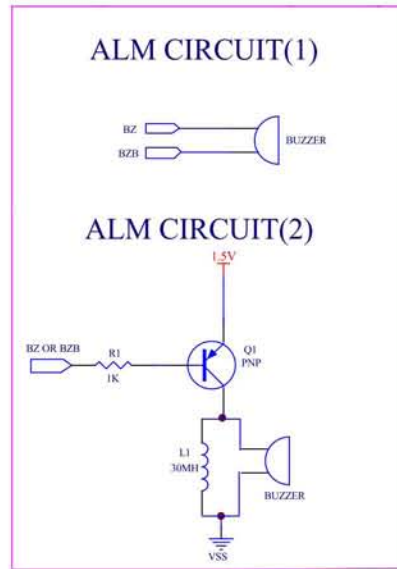 ALM CIRCUIT(1)
BZ
BZB
BUZZER
ALM CIRCUIT(2)
1.5V
BZ OR BZB
R1
1K
Q1
PNP
L1
30MH
BUZZER
VSS